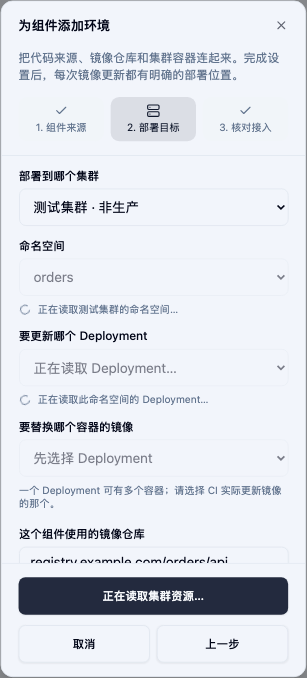 为组件添加环境
把代码来源、镜像仓库和集群容器连起来。完成设
置后，每次镜像更新都有明确的部署位置。
1. 组件来源
2. 部署目标
3. 核对接入
部署到哪个集群
测试集群 · 非生产
命名空间
orders
正在读取测试集群的命名空间…
要更新哪个 Deployment
正在读取 Deployment…
正在读取此命名空间的 Deployment…
要替换哪个容器的镜像
先选择 Deployment
一个 Deployment 可有多个容器；请选择 CI 实际更新镜像
的那个。
这个组件使用的镜像仓库
registry.example.com/orders/api
正在读取集群资源…
取消
上一步